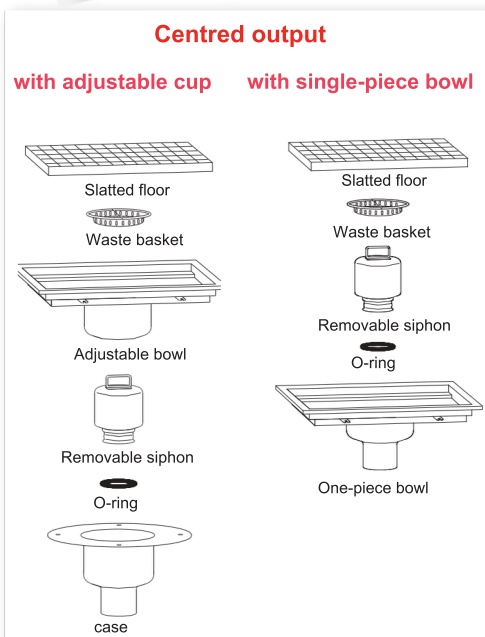 Centred output
with adjustable cup
Slatted floor
Waste basket
Adjustable bowl
Removable siphon
O-ring
case
with single-piece bowl
Slatted floor
Waste basket
Removable siphon
O-ring
One-piece bowl